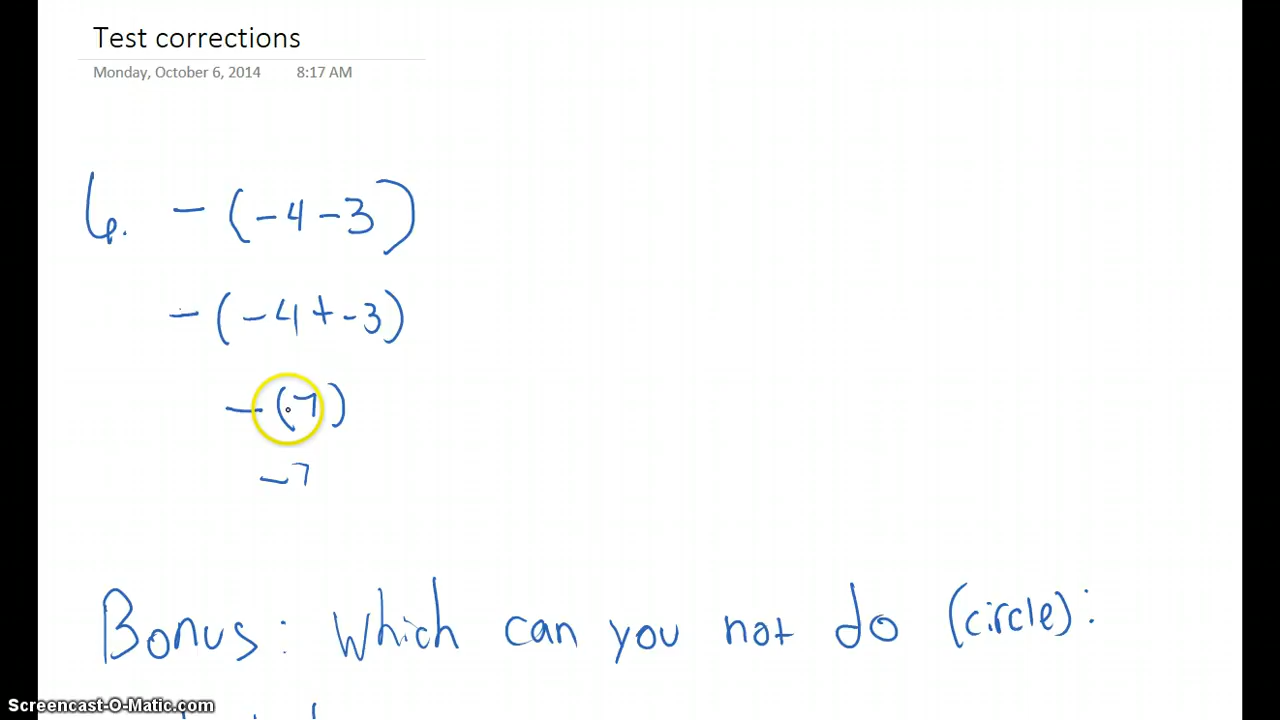 Test corrections
Monday, October 6, 2014 8:17 AM
6. - (-4-3)
- (-4+-3)
- (7)
-7
Bonus: Which can you not do (circle):
Screencast-O-Matic.com